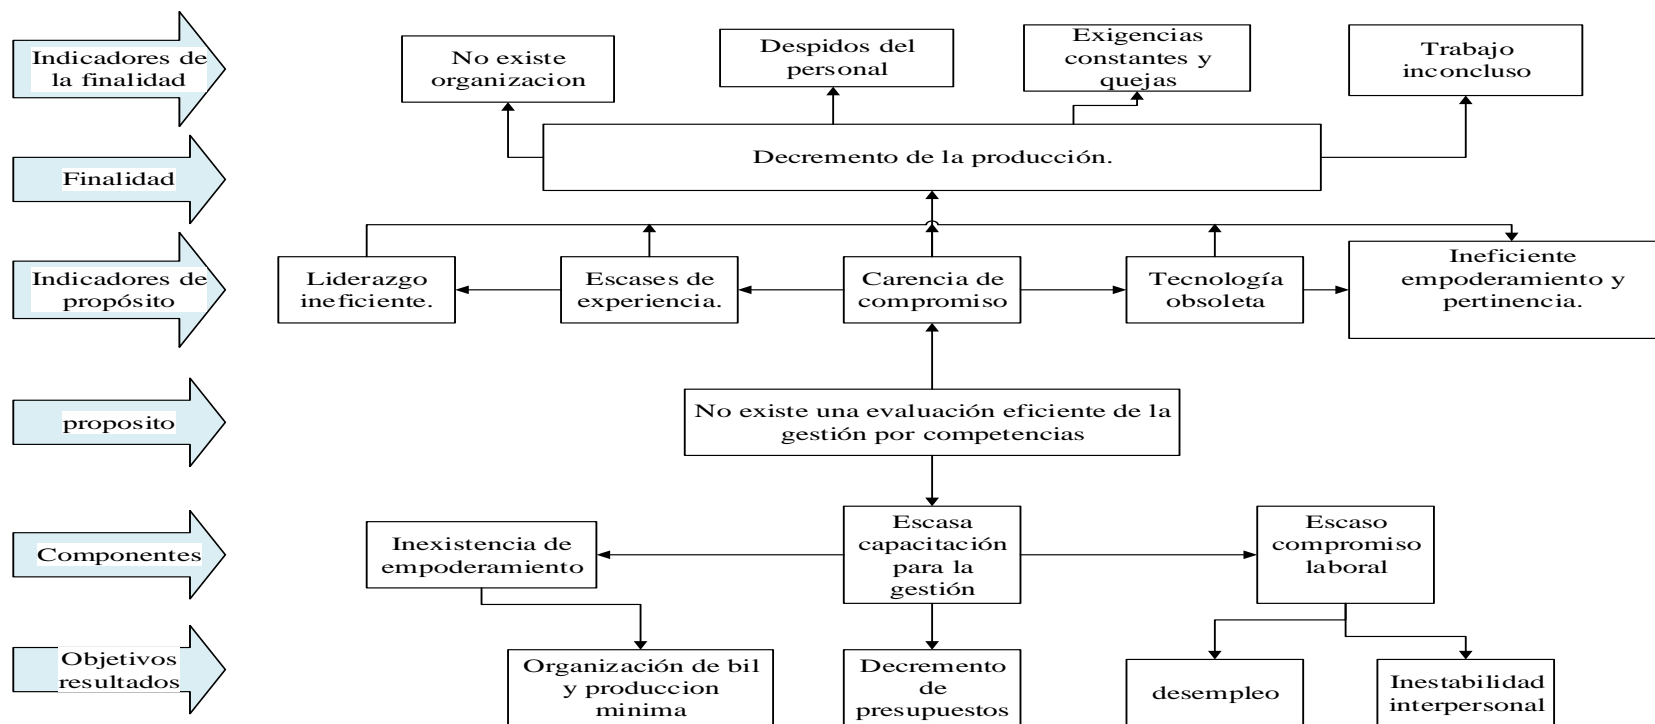 Indicadores de
la finalidad
No existe
organizacion
Despidos del
personal
Exigencias
constantes y
quejas
Trabajo
inconcluso
Finalidad
Decremento de la producción.
Indicadores de
propósito
Liderazgo
ineficiente.
Escases de
experiencia.
Carencia de
compromiso
Tecnología
obsoleta
Ineficiente
empoderamiento y
pertinencia.
proposito
No existe una evaluación eficiente de la
gestión por competencias
Componentes
Inexistencia de
empoderamiento
Escasa
capacitación
para la
gestión
Escaso
compromiso
laboral
Objetivos
resultados
Organización de bil
y produccion
minima
Decremento
de
presupuestos
desempleo
Inestabilidad
interpersonal